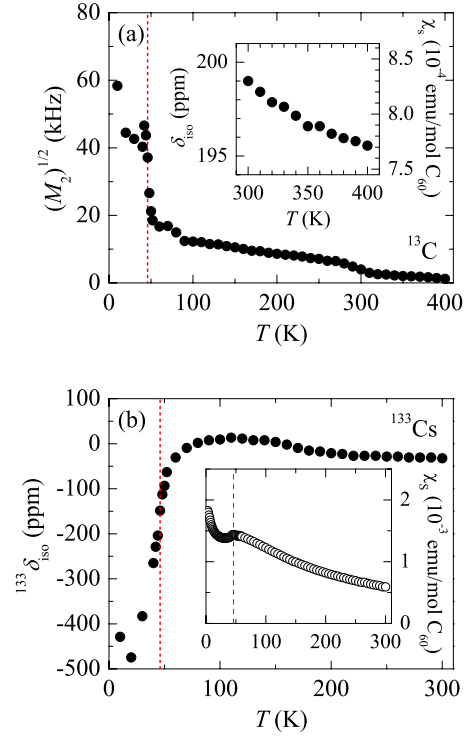 (a)
80
60
40
20
0
(M₂)^1/2 (kHz)
200
195
δiso (ppm)
8.5
8.0
7.5
χs (10⁻⁴ emu/mol C₆₀)
300 350 400
T (K)
¹³C
0 100 200 300 400
T (K)
(b)
100
0
-100
-200
-300
-400
-500
¹³³δiso (ppm)
¹³³Cs
2
1
0
χs (10⁻³ emu/mol C₆₀)
0 100 200 300
0 100 200 300
T (K)